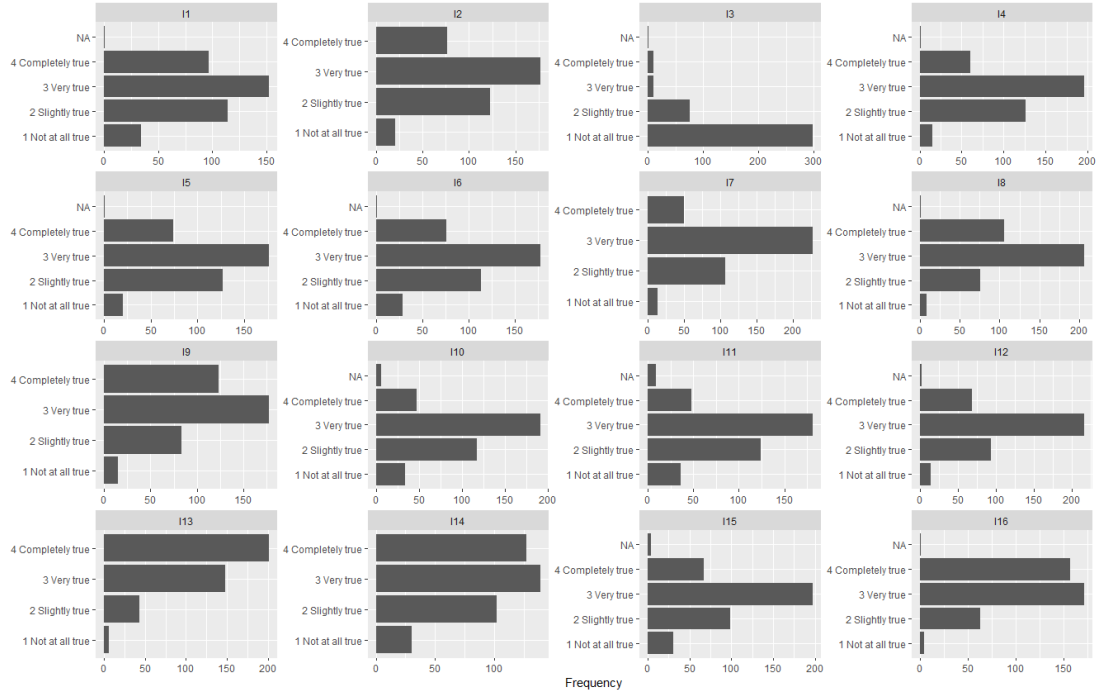 I1 I2 I3 I4
NA
4 Completely true
3 Very true
2 Slightly true
1 Not at all true
0 50 100 150
4 Completely true
3 Very true
2 Slightly true
1 Not at all true
0 50 100 150
NA
4 Completely true
3 Very true
2 Slightly true
1 Not at all true
0 100 200 300
NA
4 Completely true
3 Very true
2 Slightly true
1 Not at all true
0 50 100 150 200
I5 I6 I7 I8
NA
4 Completely true
3 Very true
2 Slightly true
1 Not at all true
0 50 100 150
NA
4 Completely true
3 Very true
2 Slightly true
1 Not at all true
0 50 100 150
4 Completely true
3 Very true
2 Slightly true
1 Not at all true
0 50 100 150 200
NA
4 Completely true
3 Very true
2 Slightly true
1 Not at all true
0 50 100 150 200
I9 I10 I11 I12
4 Completely true
3 Very true
2 Slightly true
1 Not at all true
0 50 100 150
NA
4 Completely true
3 Very true
2 Slightly true
1 Not at all true
0 50 100 150 200
NA
4 Completely true
3 Very true
2 Slightly true
1 Not at all true
0 50 100 150
NA
4 Completely true
3 Very true
2 Slightly true
1 Not at all true
0 50 100 150 200
I13 I14 I15 I16
4 Completely true
3 Very true
2 Slightly true
1 Not at all true
0 50 100 150 200
4 Completely true
3 Very true
2 Slightly true
1 Not at all true
0 50 100
NA
4 Completely true
3 Very true
2 Slightly true
1 Not at all true
0 50 100 150 200
NA
4 Completely true
3 Very true
2 Slightly true
1 Not at all true
0 50 100 150
Frequency